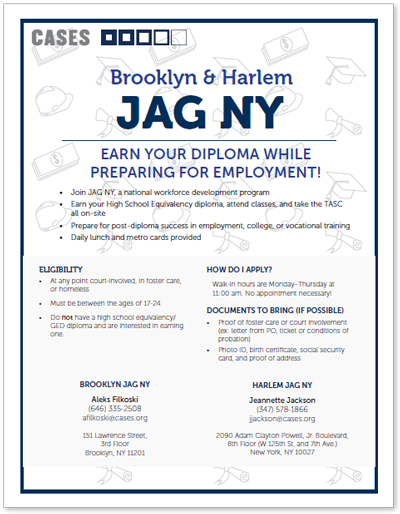 CASES
Brooklyn & Harlem
JAG NY
EARN YOUR DIPLOMA WHILE
PREPARING FOR EMPLOYMENT!
• Join JAG NY, a national workforce development program
• Earn your High School Equivalency diploma, attend classes, and take the TASC
all on-site
• Prepare for post-diploma success in employment, college, or vocational training
• Daily lunch and metro cards provided
ELIGIBILITY
• At any point court-involved, in foster care,
or homeless
• Must be between the ages of 17-24
• Do not have a high school equivalency/
GED diploma and are interested in earning
one.
HOW DO I APPLY?
Walk-in hours are Monday–Thursday at
11:00 am. No appointment necessary!
DOCUMENTS TO BRING (IF POSSIBLE)
• Proof of foster care or court involvement
(ex: letter from PO, ticket or conditions of
probation)
• Photo ID, birth certificate, social security
card, and proof of address
BROOKLYN JAG NY
Aleks Filkoski
(646) 335-2508
afilkoski@cases.org
151 Lawrence Street,
3rd Floor
Brooklyn, NY 11201
HARLEM JAG NY
Jeannette Jackson
(347) 578-1866
jjackson@cases.org
2090 Adam Clayton Powell, Jr. Boulevard,
8th Floor (W 125th St. and 7th Ave.)
New York, NY 10027